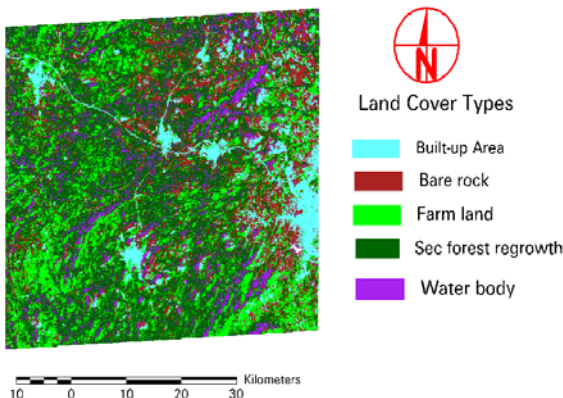 N
Land Cover Types
Built-up Area
Bare rock
Farm land
Sec forest regrowth
Water body
Kilometers
10 0 10 20 30